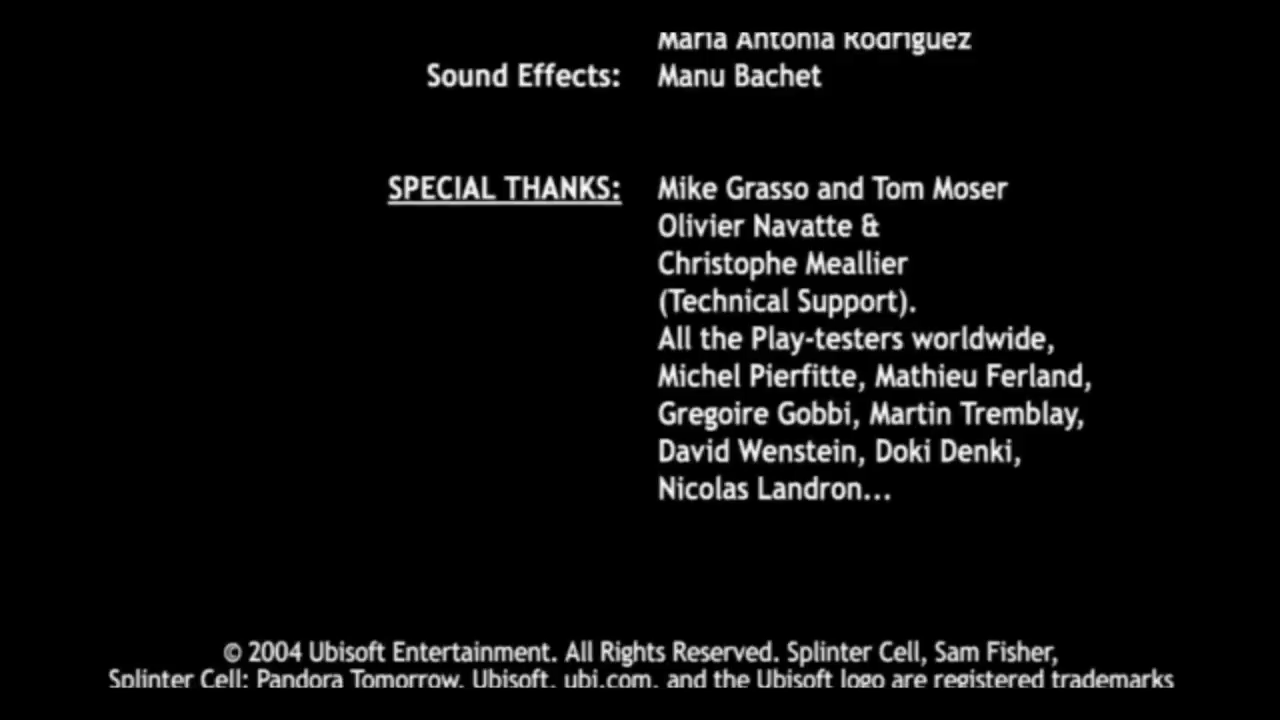 Maria Antonia Rodriguez
Sound Effects: Manu Bachet
SPECIAL THANKS: Mike Grasso and Tom Moser
Olivier Navatte &
Christophe Meallier
(Technical Support).
All the Play-testers worldwide,
Michel Pierfitte, Mathieu Ferland,
Gregoire Gobbi, Martin Tremblay,
David Wenstein, Doki Denki,
Nicolas Landron...
© 2004 Ubisoft Entertainment. All Rights Reserved. Splinter Cell, Sam Fisher,
Splinter Cell: Pandora Tomorrow, Ubisoft, ubi.com, and the Ubisoft logo are registered trademarks